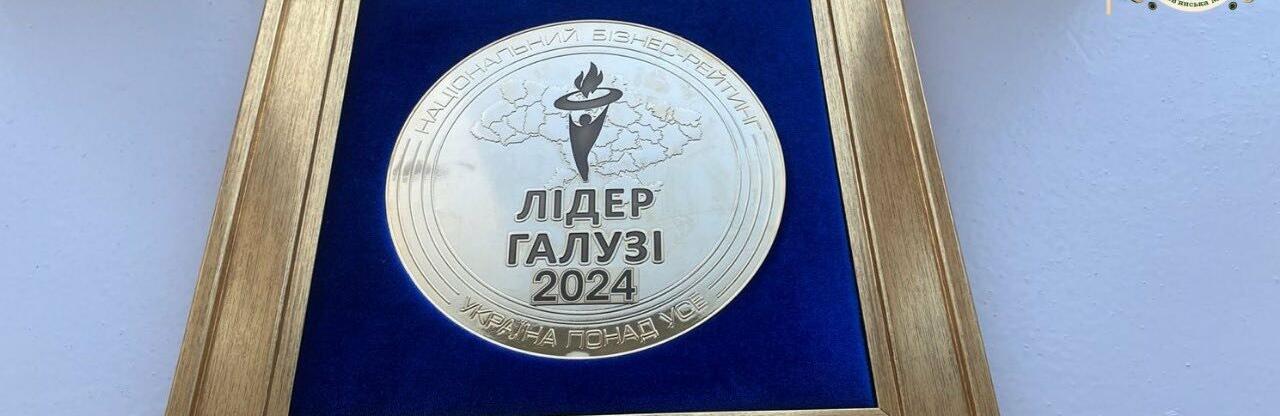 НАЦІОНАЛЬНИЙ БІЗНЕС-РЕЙТИНГ
ЛІДЕР
ГАЛУЗІ
2024
УКРАЇНА ПОНАД УСЕ